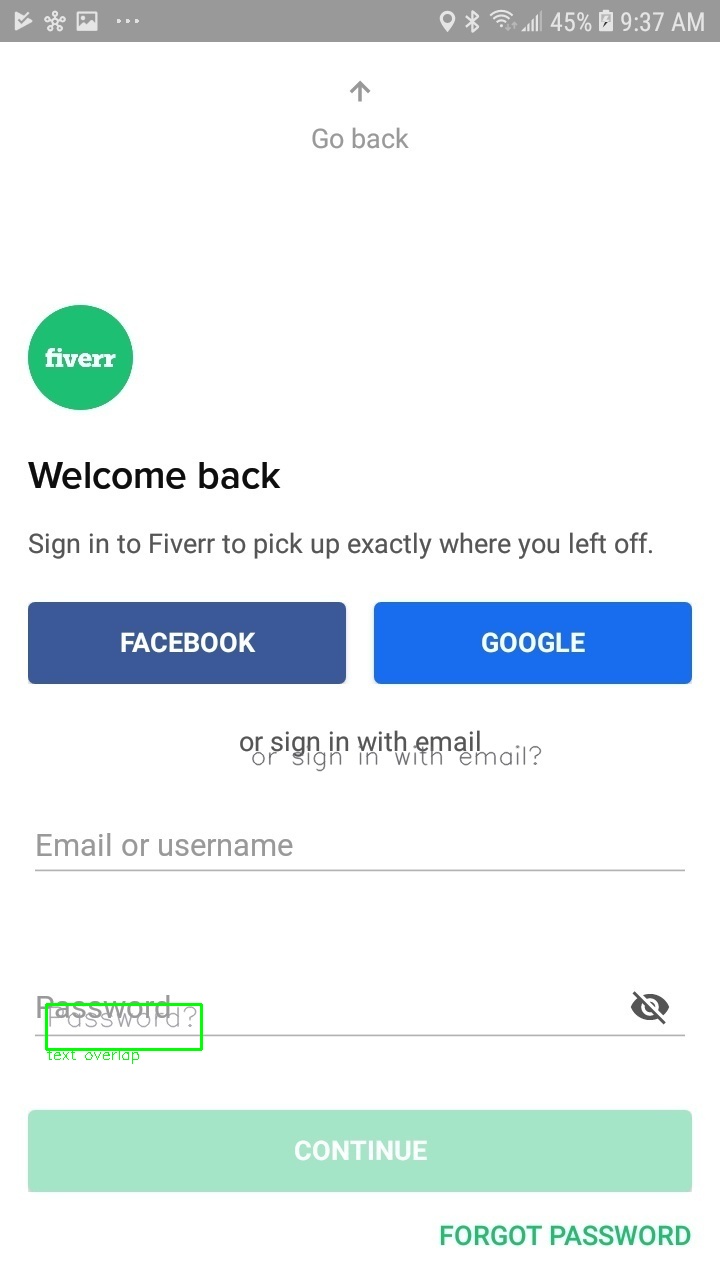 45% 9:37 AM
Go back
fiverr
Welcome back
Sign in to Fiverr to pick up exactly where you left off.
FACEBOOK
GOOGLE
or sign in with email
or sign in with email?
Email or username
Password
Password?
text overlap
CONTINUE
FORGOT PASSWORD